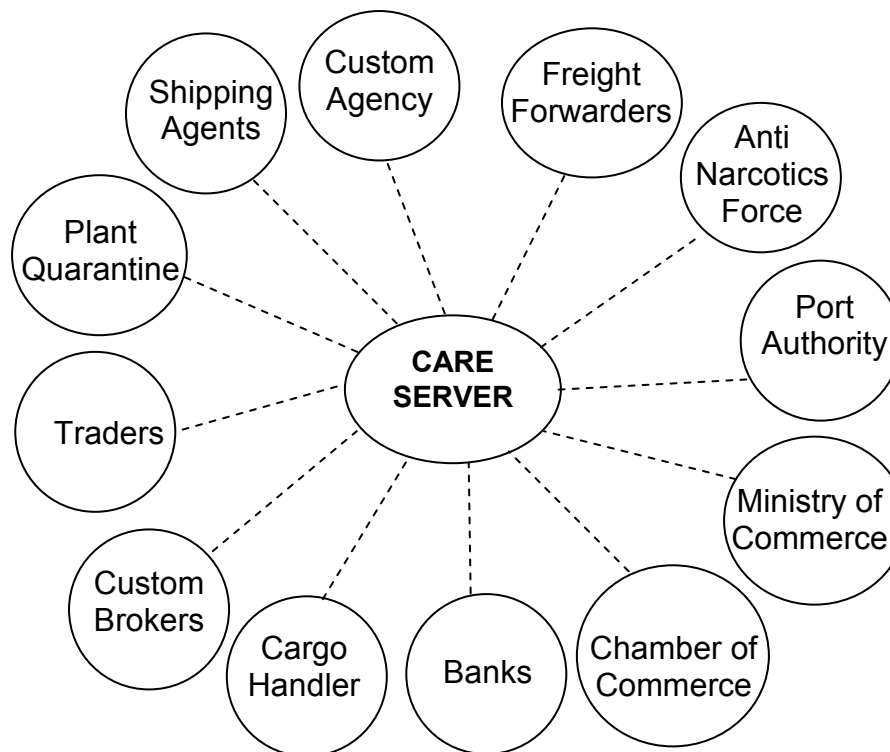 Custom
Agency
Freight
Forwarders
Shipping
Agents
Anti
Narcotics
Force
Plant
Quarantine
Port
Authority
CARE
SERVER
Traders
Ministry of
Commerce
Custom
Brokers
Cargo
Handler
Banks
Chamber of
Commerce